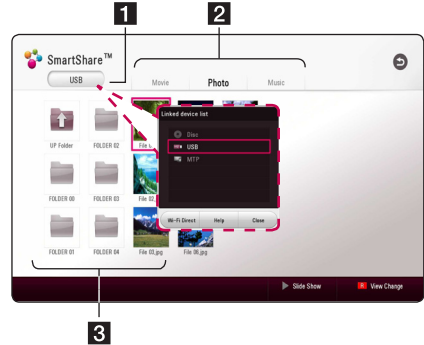 1
2
SmartShare™
USB
Movie Photo Music
Linked device list
Disc
USB
MTP
Wi-Fi Direct Help Close
UP Folder FOLDER 02
FOLDER 00 FOLDER 03 File 02.
FOLDER 01 FOLDER 04 File 03.jpg File 06.jpg
Slide Show R View Change
3